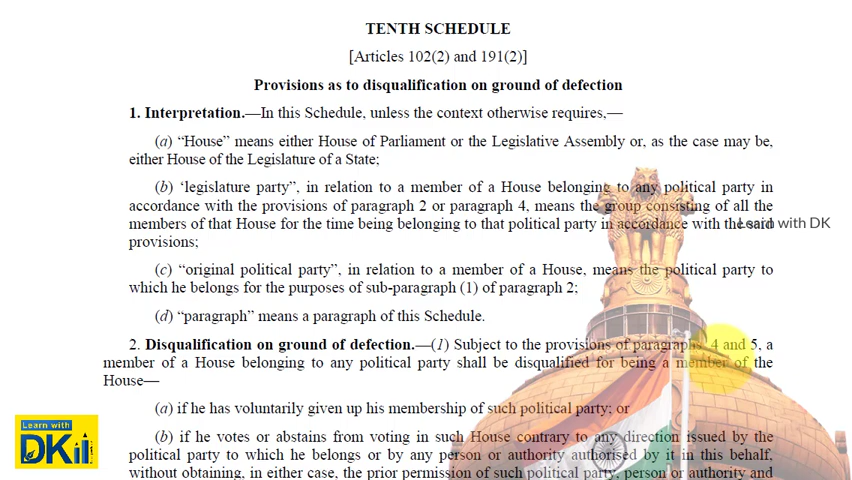 TENTH SCHEDULE
[Articles 102(2) and 191(2)]
Provisions as to disqualification on ground of defection
1. Interpretation.—In this Schedule, unless the context otherwise requires,—
(a) “House” means either House of Parliament or the Legislative Assembly or, as the case may be,
either House of the Legislature of a State;
(b) ‘legislature party”, in relation to a member of a House belonging to any political party in
accordance with the provisions of paragraph 2 or paragraph 4, means the group consisting of all the
members of that House for the time being belonging to that political party in accordance with the said
provisions;
Learn with DK
(c) “original political party”, in relation to a member of a House, means the political party to
which he belongs for the purposes of sub-paragraph (1) of paragraph 2;
(d) “paragraph” means a paragraph of this Schedule.
2. Disqualification on ground of defection.—(1) Subject to the provisions of paragraphs, 4 and 5, a
member of a House belonging to any political party shall be disqualified for being a member of the
House—
(a) if he has voluntarily given up his membership of such political party; or
(b) if he votes or abstains from voting in such House contrary to any direction issued by the
political party to which he belongs or by any person or authority authorised by it in this behalf,
without obtaining, in either case, the prior permission of such political party, person or authority and
Learn with
DK